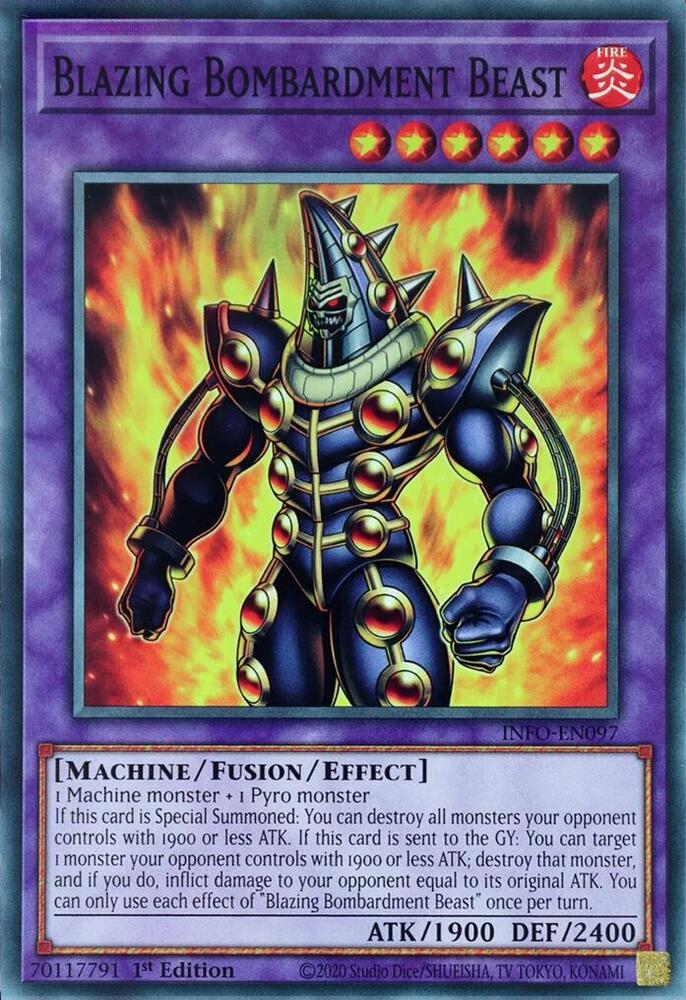 BLAZING BOMBARDMENT BEAST
FIRE
炎
INFO-EN097
[MACHINE/FUSION/EFFECT]
1 Machine monster + 1 Pyro monster
If this card is Special Summoned: You can destroy all monsters your opponent
controls with 1900 or less ATK. If this card is sent to the GY: You can target
1 monster your opponent controls with 1900 or less ATK; destroy that monster,
and if you do, inflict damage to your opponent equal to its original ATK. You
can only use each effect of "Blazing Bombardment Beast" once per turn.
ATK/1900 DEF/2400
70117791 1st Edition ©2020 Studio Dice/SHUEISHA, TV TOKYO, KONAMI